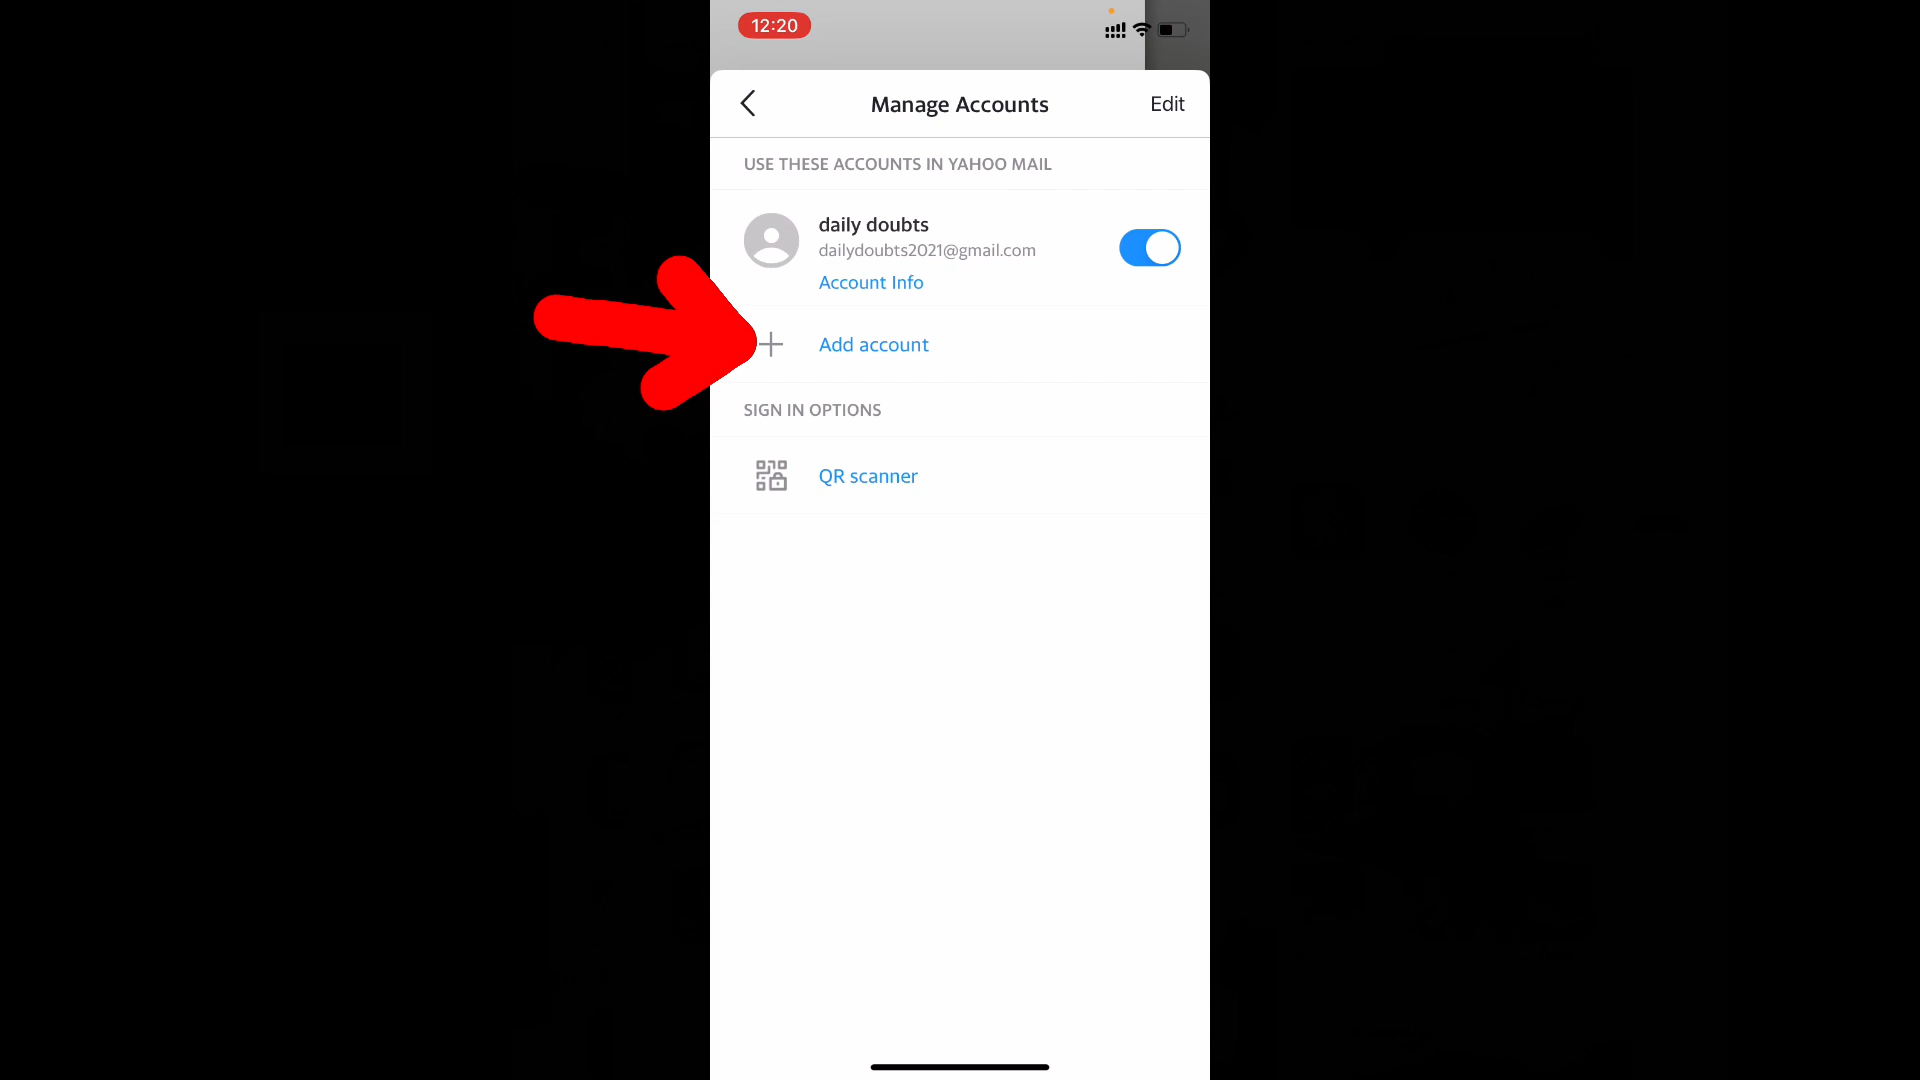 12:20
Manage Accounts
Edit
USE THESE ACCOUNTS IN YAHOO MAIL
daily doubts
dailydoubts2021@gmail.com
Account Info
Add account
SIGN IN OPTIONS
QR scanner